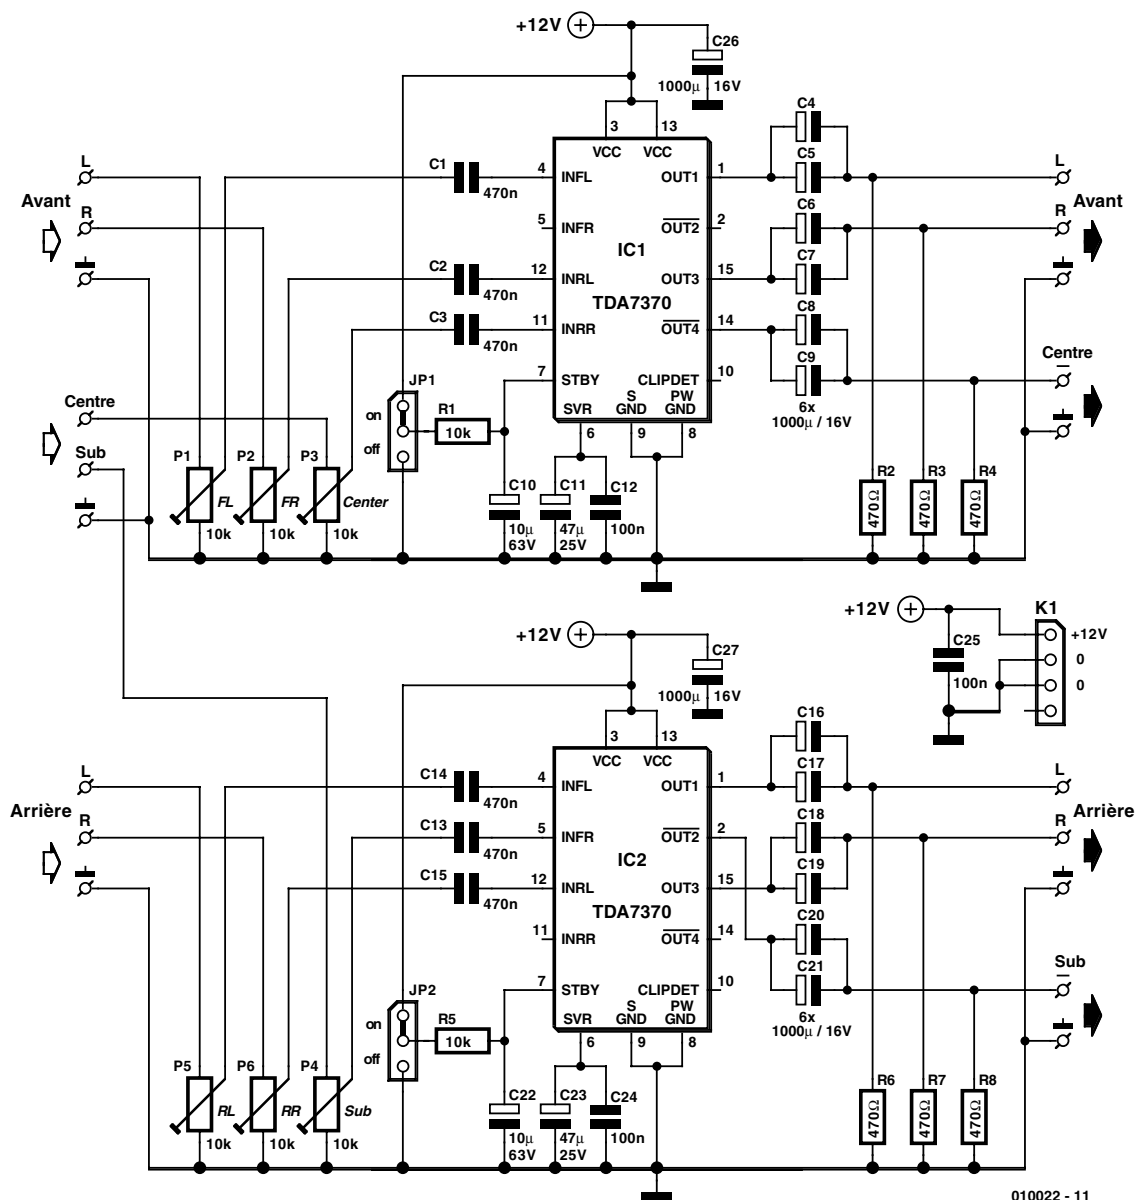 +12V
C26
1000µ 16V
3 13
VCC VCC
C4
L
C1
470n
4 INFL
OUT1 1
C5
L
Avant
R
5 INFR
OUT2 2
C6
R
Avant
IC1
C2
470n
12 INRL
OUT3 15
C7
TDA7370
C3
470n
11 INRR
OUT4 14
C8
Centre
–
C9
6x
1000µ / 16V
7 STBY
CLIPDET 10
SVR
S
GND
PW
GND
6 9 8
JP1
on
off
R1
10k
Centre
Sub
P1
FL
10k
P2
FR
10k
P3
Center
10k
C10
10µ
63V
C11
47µ
25V
C12
100n
R2
470Ω
R3
470Ω
R4
470Ω
+12V
K1
C25
100n
+12V
0
0
+12V
C27
1000µ 16V
3 13
VCC VCC
C16
L
C14
470n
4 INFL
OUT1 1
C17
L
Arrière
R
C13
470n
5 INFR
OUT2 2
C18
R
Arrière
IC2
C15
470n
12 INRL
OUT3 15
C19
TDA7370
11 INRR
OUT4 14
C20
Sub
–
C21
6x
1000µ / 16V
7 STBY
CLIPDET 10
SVR
S
GND
PW
GND
6 9 8
JP2
on
off
R5
10k
P5
RL
10k
P6
RR
10k
P4
Sub
10k
C22
10µ
63V
C23
47µ
25V
C24
100n
R6
470Ω
R7
470Ω
R8
470Ω
010022 - 11